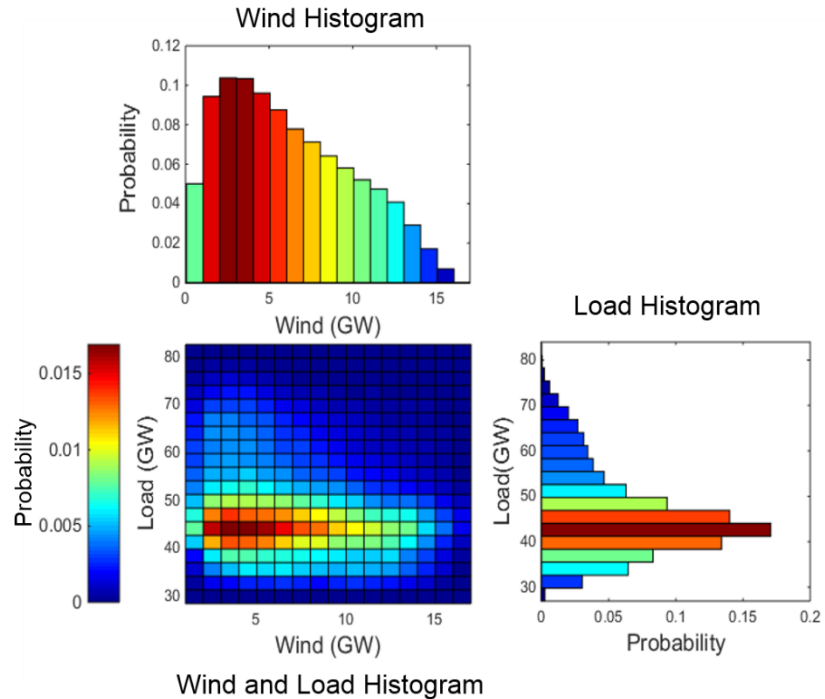 Wind Histogram
0.12
0.1
0.08
0.06
0.04
0.02
0
Probability
0 5 10 15
Wind (GW)
Load Histogram
0.015
0.01
0.005
0
Probability
80
70
60
50
40
30
Load (GW)
5 10 15
Wind (GW)
80
70
60
50
40
30
Load(GW)
0 0.05 0.1 0.15 0.2
Probability
Wind and Load Histogram